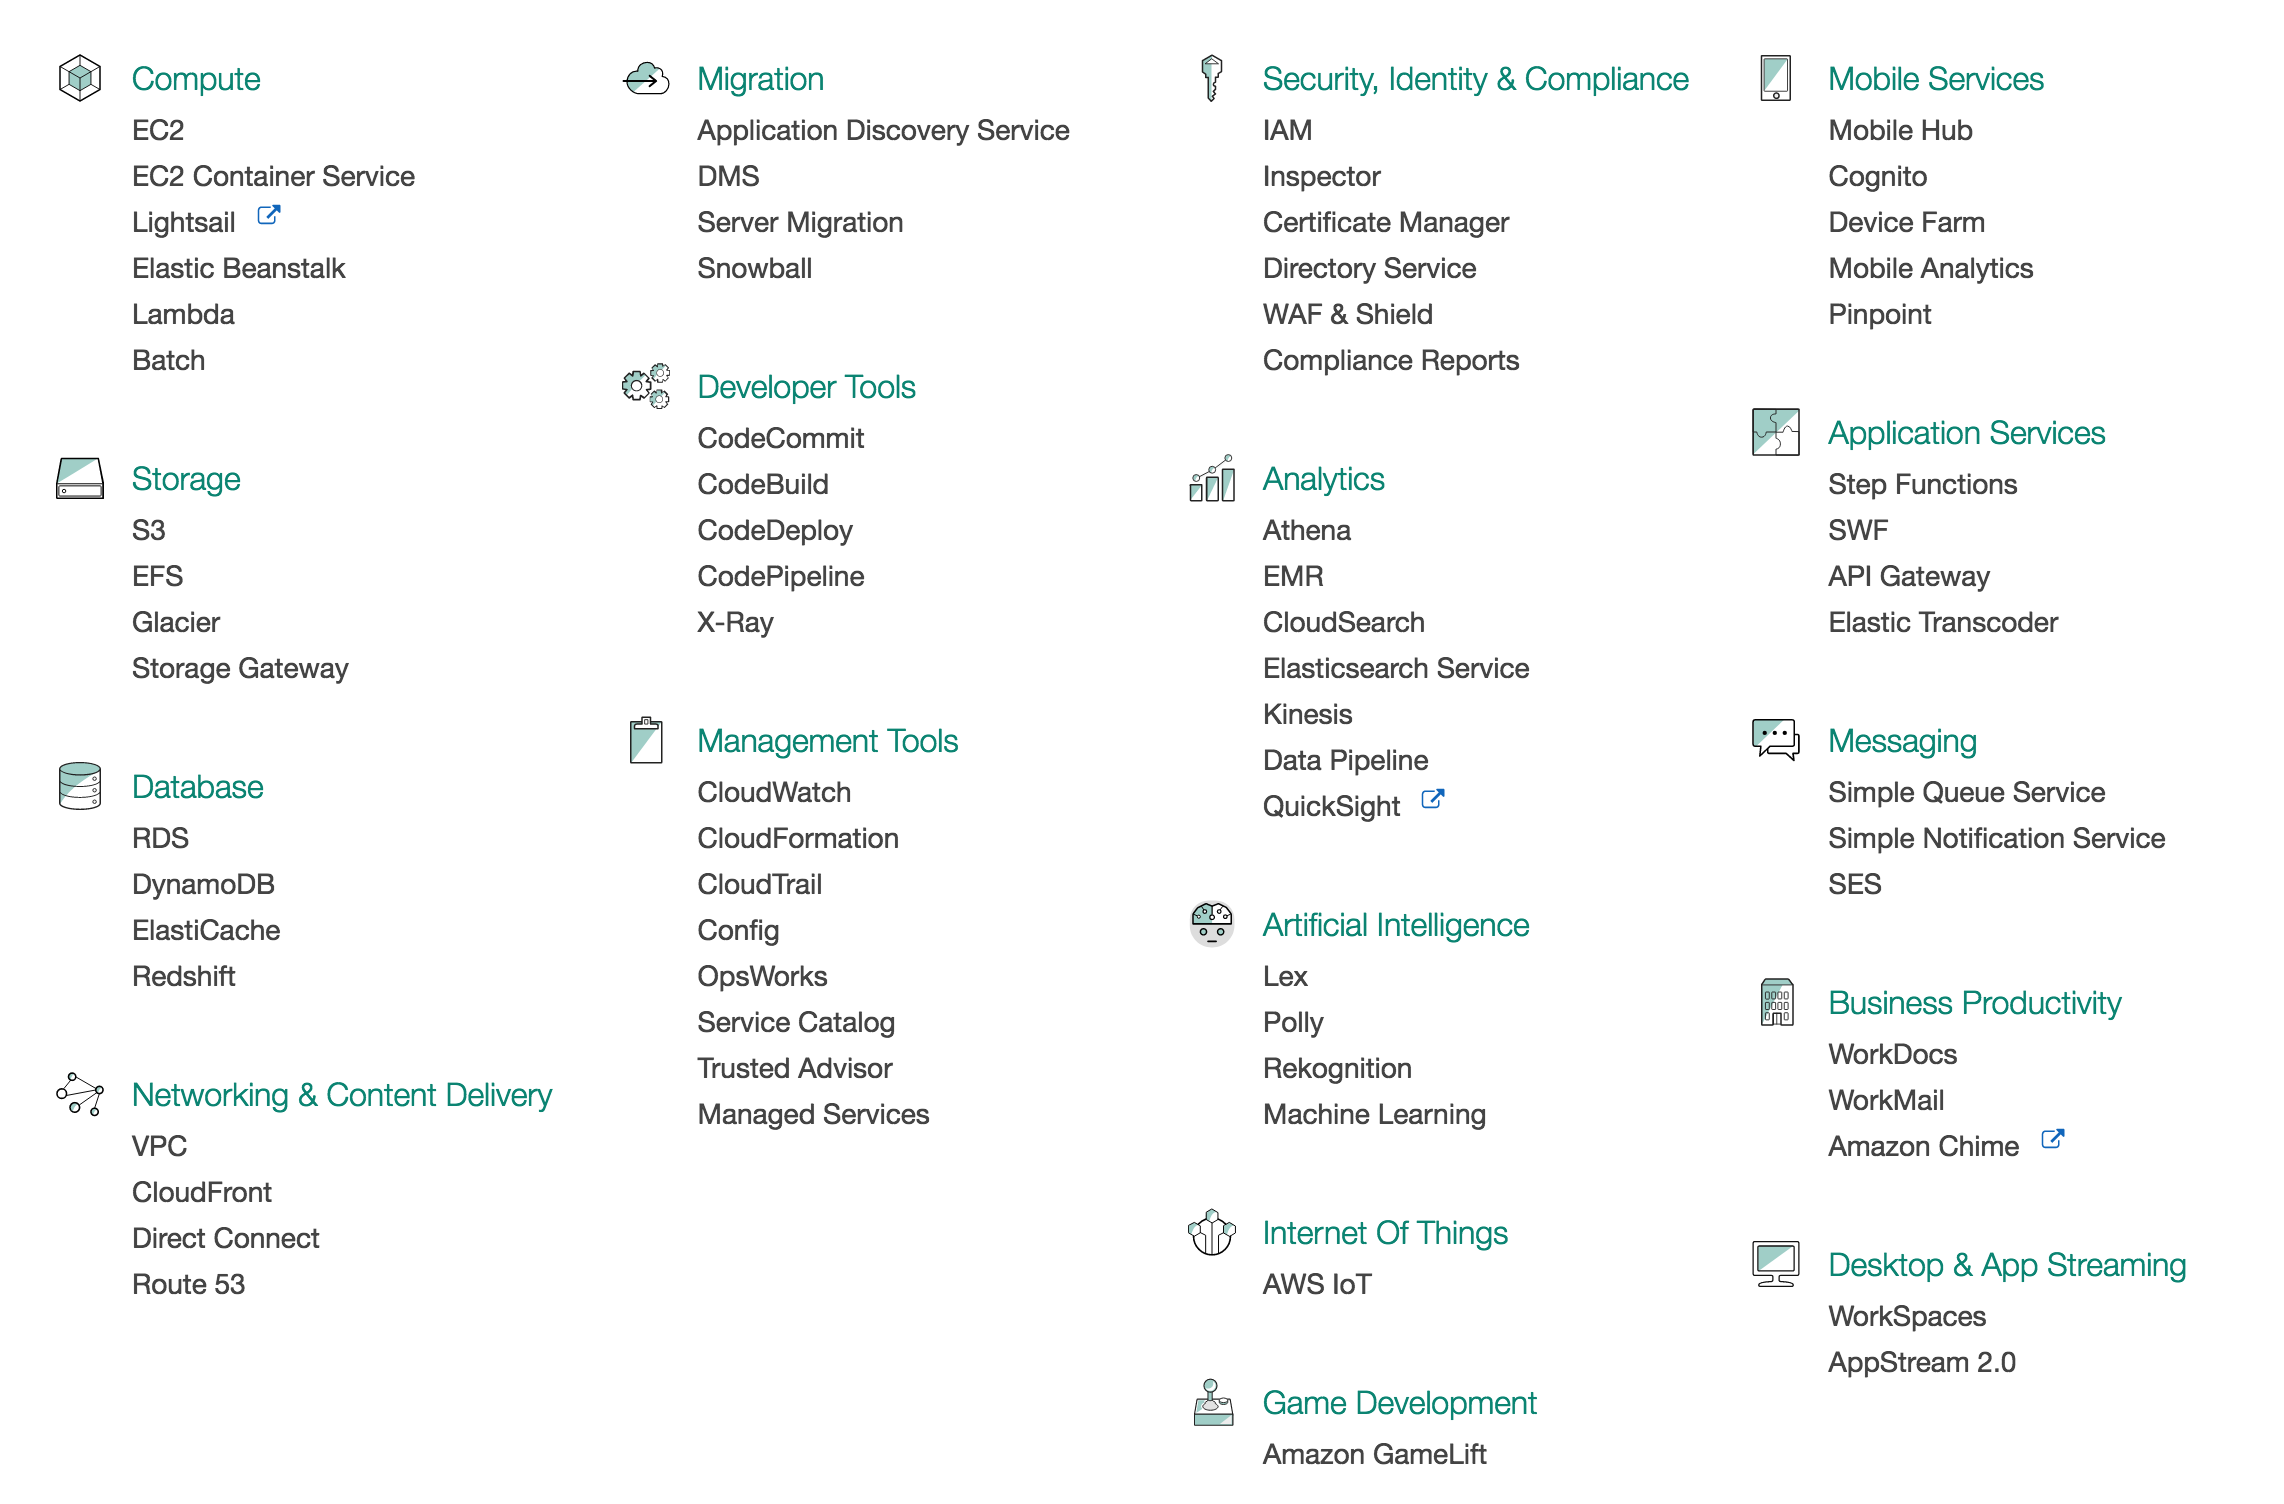 Compute
EC2
EC2 Container Service
Lightsail
Elastic Beanstalk
Lambda
Batch
Storage
S3
EFS
Glacier
Storage Gateway
Database
RDS
DynamoDB
ElastiCache
Redshift
Networking & Content Delivery
VPC
CloudFront
Direct Connect
Route 53
Migration
Application Discovery Service
DMS
Server Migration
Snowball
Developer Tools
CodeCommit
CodeBuild
CodeDeploy
CodePipeline
X-Ray
Management Tools
CloudWatch
CloudFormation
CloudTrail
Config
OpsWorks
Service Catalog
Trusted Advisor
Managed Services
Security, Identity & Compliance
IAM
Inspector
Certificate Manager
Directory Service
WAF & Shield
Compliance Reports
Analytics
Athena
EMR
CloudSearch
Elasticsearch Service
Kinesis
Data Pipeline
QuickSight
Artificial Intelligence
Lex
Polly
Rekognition
Machine Learning
Internet Of Things
AWS IoT
Game Development
Amazon GameLift
Mobile Services
Mobile Hub
Cognito
Device Farm
Mobile Analytics
Pinpoint
Application Services
Step Functions
SWF
API Gateway
Elastic Transcoder
Messaging
Simple Queue Service
Simple Notification Service
SES
Business Productivity
WorkDocs
WorkMail
Amazon Chime
Desktop & App Streaming
WorkSpaces
AppStream 2.0